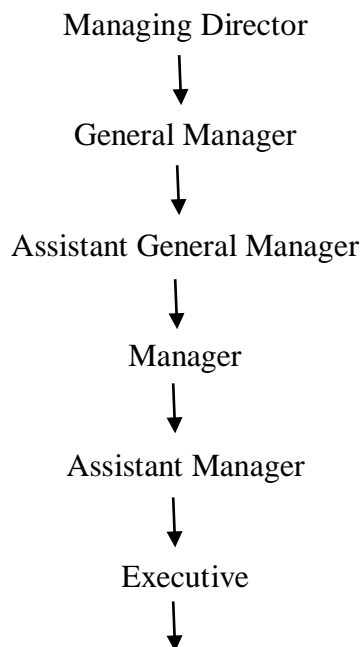 Managing Director
General Manager
Assistant General Manager
Manager
Assistant Manager
Executive